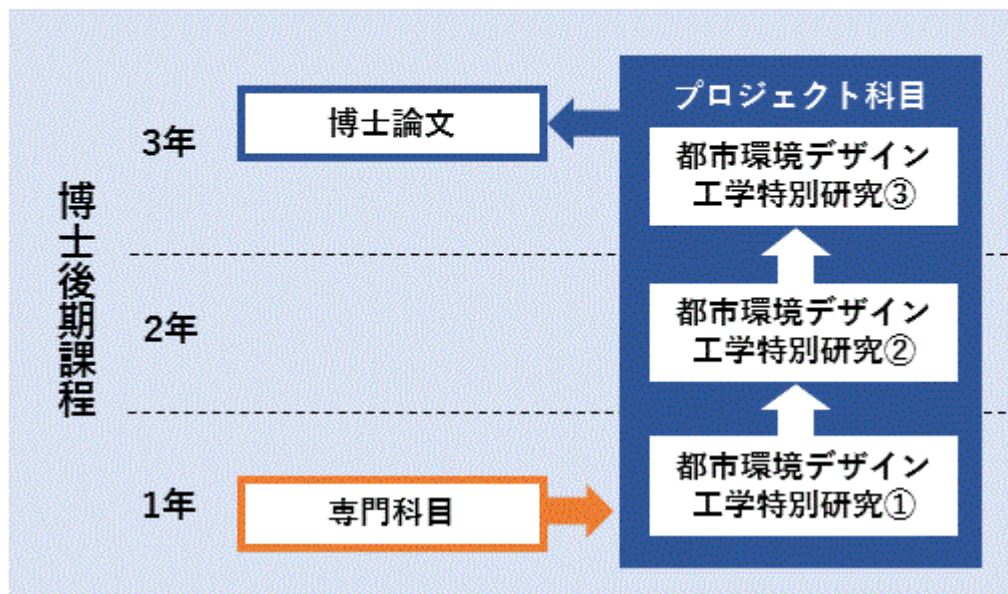 博士後期課程
3年
博士論文
プロジェクト科目
都市環境デザイン
工学特別研究③
2年
都市環境デザイン
工学特別研究②
1年
専門科目
都市環境デザイン
工学特別研究①